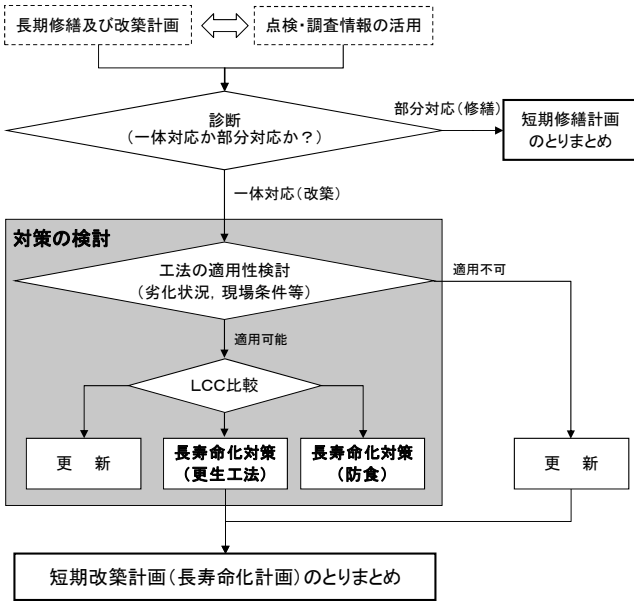 長期修繕及び改築計画
点検・調査情報の活用
診断
(一体対応か部分対応か？)
部分対応(修繕)
短期修繕計画
のとりまとめ
一体対応(改築)
対策の検討
工法の適用性検討
(劣化状況，現場条件等)
適用不可
適用可能
LCC比較
更　新
長寿命化対策
(更生工法)
長寿命化対策
(防食)
更　新
短期改築計画(長寿命化計画)のとりまとめ